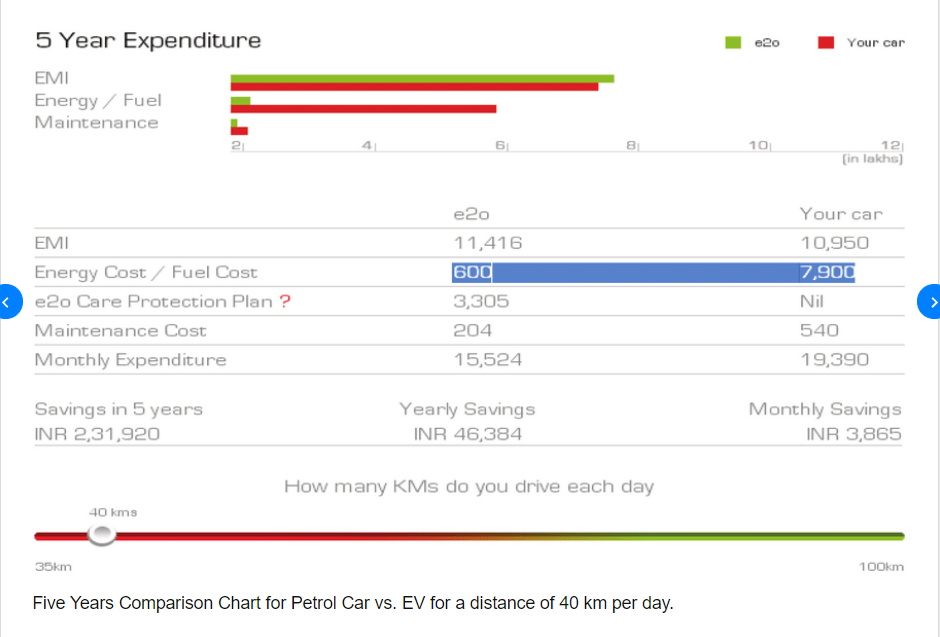 5 Year Expenditure
e2o Your car
EMI
Energy / Fuel
Maintenance
2 4 6 8 10 12
(in lakhs)
e2o Your car
EMI 11,416 10,950
Energy Cost / Fuel Cost 600 7,900
e2o Care Protection Plan ? 3,305 Nil
Maintenance Cost 204 540
Monthly Expenditure 15,524 19,390
Savings in 5 years Yearly Savings Monthly Savings
INR 2,31,920 INR 46,384 INR 3,865
How many KMs do you drive each day
40 kms
35km 100km
Five Years Comparison Chart for Petrol Car vs. EV for a distance of 40 km per day.